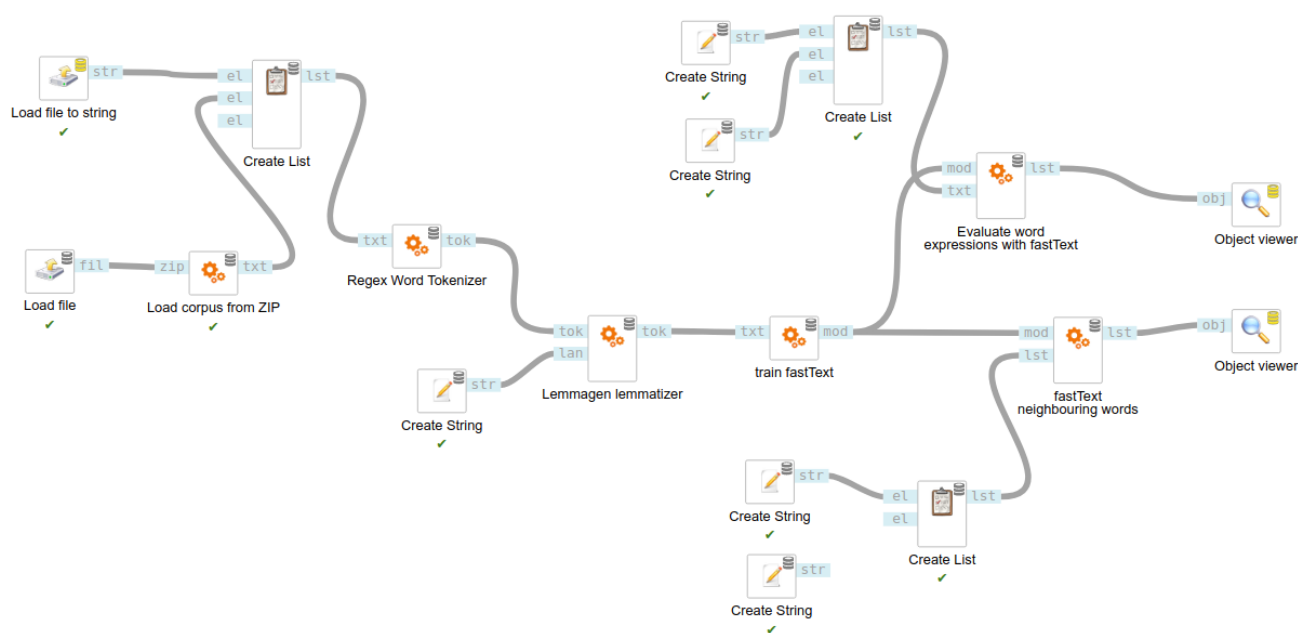 str
Load file to string
el
lst
el
el
Create List
fil
Load file
zip
txt
Load corpus from ZIP
txt
tok
Regex Word Tokenizer
str
Create String
tok
tok
lan
Lemmagen lemmatizer
txt
mod
train fastText
str
Create String
str
Create String
el
lst
el
el
Create List
mod
lst
txt
Evaluate word
expressions with fastText
obj
Object viewer
mod
lst
lst
fastText
neighbouring words
obj
Object viewer
str
Create String
el
lst
el
Create List
str
Create String